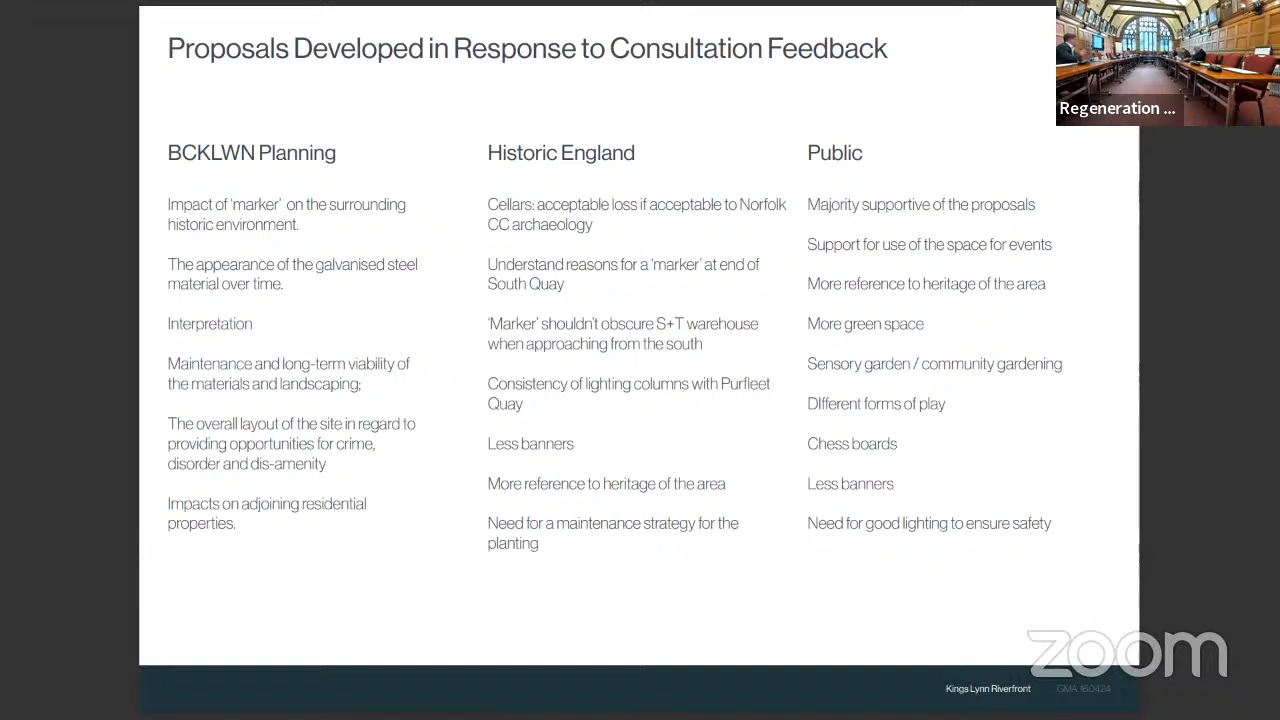 Proposals Developed in Response to Consultation Feedback
Regeneration ...
BCKLWN Planning
Impact of ‘marker’ on the surrounding
historic environment.
The appearance of the galvanised steel
material over time.
Interpretation
Maintenance and long-term viability of
the materials and landscaping;
The overall layout of the site in regard to
providing opportunities for crime,
disorder and dis-amenity
Impacts on adjoining residential
properties.
Historic England
Cellars: acceptable loss if acceptable to Norfolk
CC archaeology
Understand reasons for a ‘marker’ at end of
South Quay
‘Marker’ shouldn’t obscure S+T warehouse
when approaching from the south
Consistency of lighting columns with Purfleet
Quay
Less banners
More reference to heritage of the area
Need for a maintenance strategy for the
planting
Public
Majority supportive of the proposals
Support for use of the space for events
More reference to heritage of the area
More green space
Sensory garden / community gardening
DIfferent forms of play
Chess boards
Less banners
Need for good lighting to ensure safety
zoom
Kings Lynn Riverfront
GMA 160424